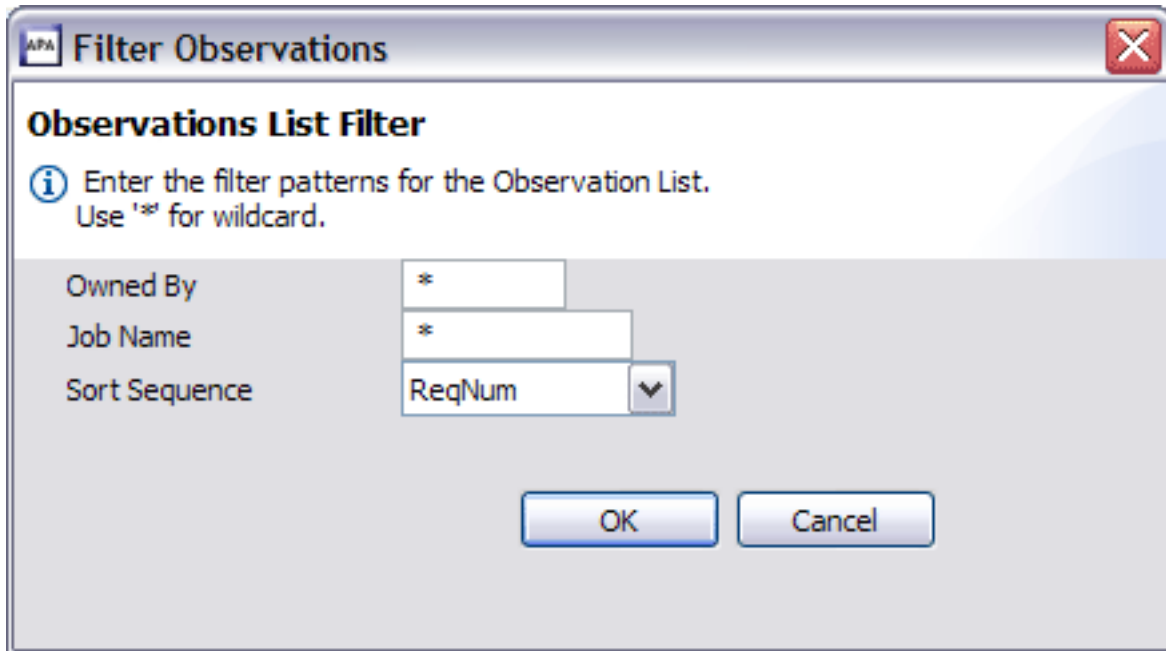 APA Filter Observations
Observations List Filter
Enter the filter patterns for the Observation List.
Use '*' for wildcard.
Owned By *
Job Name *
Sort Sequence ReqNum
OK Cancel